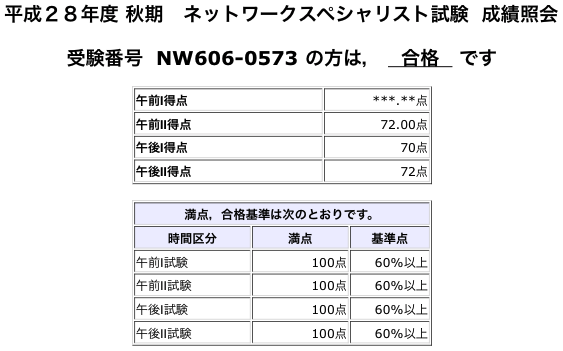 平成２８年度 秋期　ネットワークスペシャリスト試験 成績照会
受験番号 NW606-0573 の方は， 合格 です
午前Ⅰ得点 ***.**点
午前Ⅱ得点 72.00点
午後Ⅰ得点 70点
午後Ⅱ得点 72点
満点，合格基準は次のとおりです。
時間区分 満点 基準点
午前Ⅰ試験 100点 60%以上
午前Ⅱ試験 100点 60%以上
午後Ⅰ試験 100点 60%以上
午後Ⅱ試験 100点 60%以上